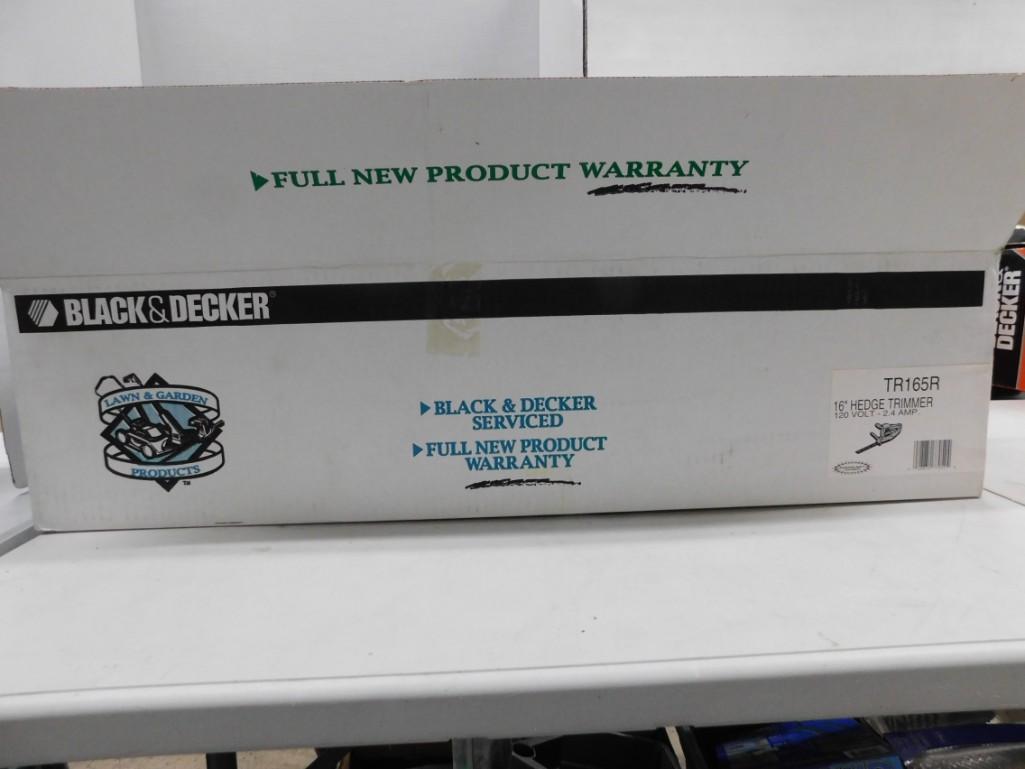 FULL NEW PRODUCT WARRANTY
BLACK & DECKER®
LAWN & GARDEN
PRODUCTS
™
BLACK & DECKER
SERVICED
FULL NEW PRODUCT
WARRANTY
TR165R
16" HEDGE TRIMMER
120 VOLT - 2.4 AMP
DECKER